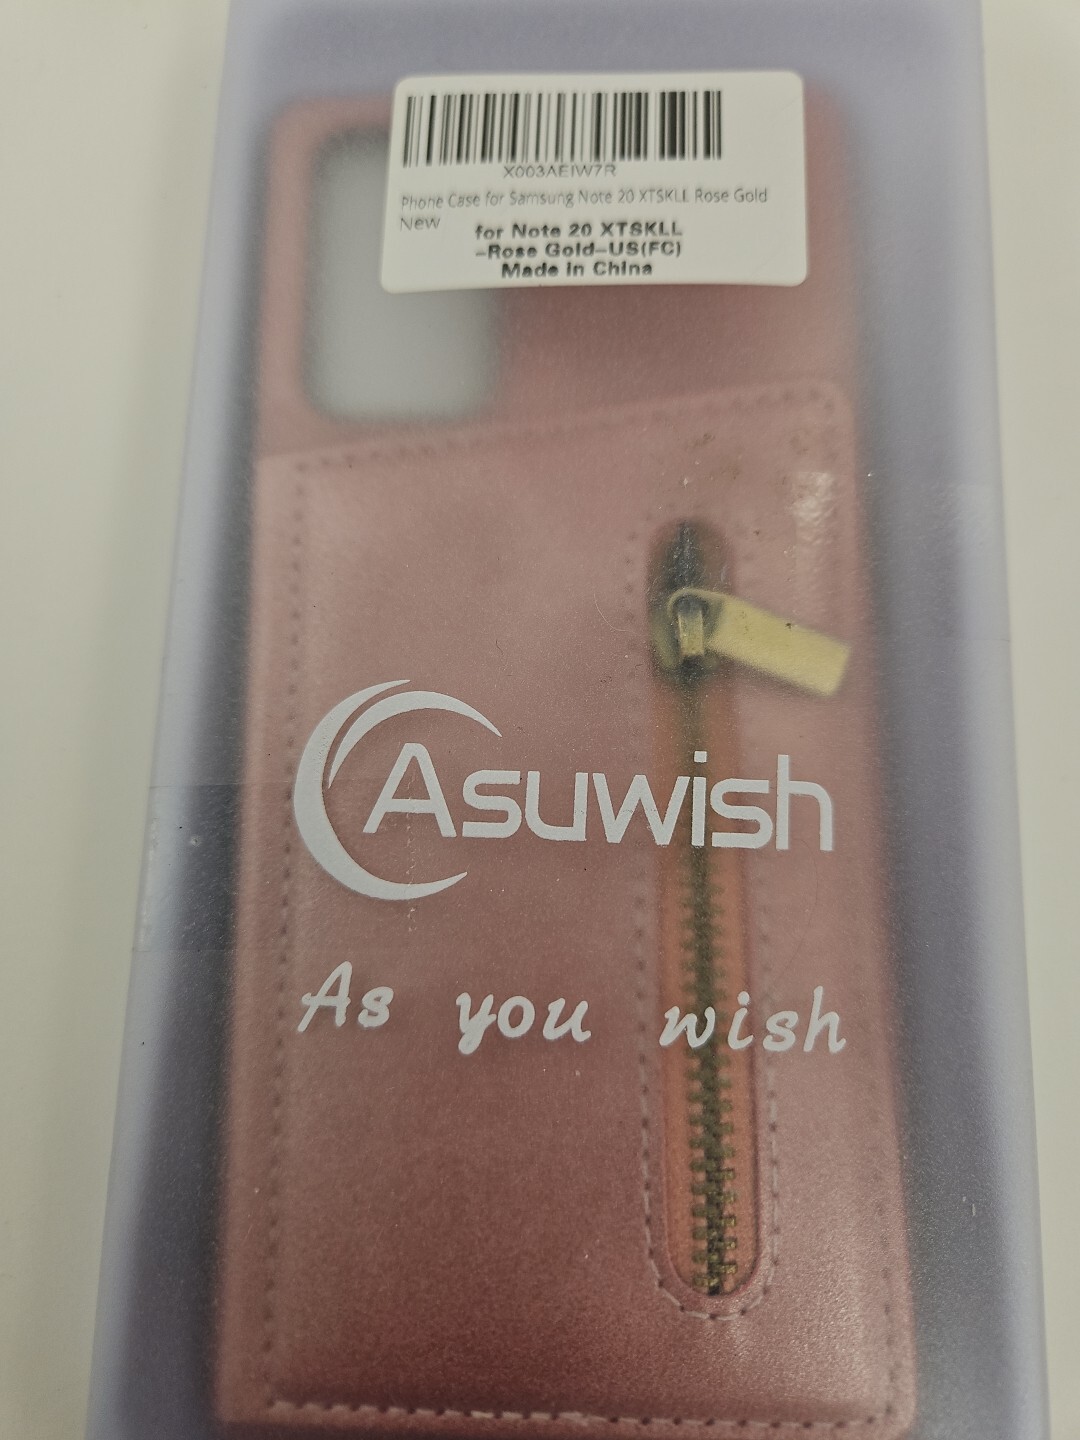 X003AEIW7R
Phone Case for Samsung Note 20 XTSKLL Rose Gold
New
for Note 20 XTSKLL
-Rose Gold-US(FC)
Made in China
Asuwish
As you wish